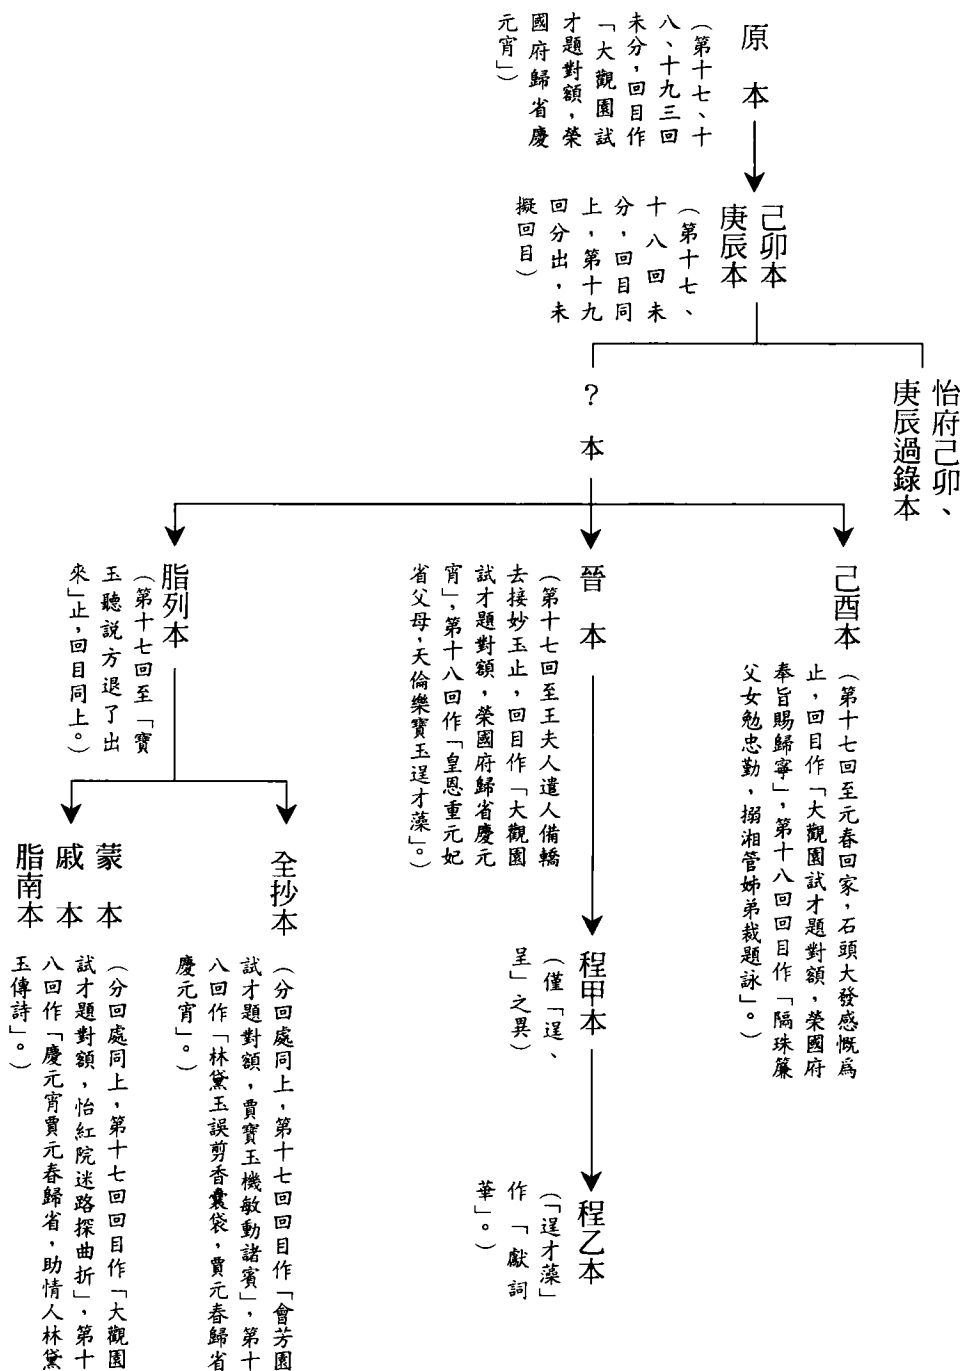 原　本
（第十七、十
八、十九三回
未分，回目作
「大觀園試
才題對額，榮
國府歸省慶
元宵」）
己卯本
庚辰本
（第十七、
十八回未
分，回目同
上，第十九
回分出，未
擬回目）
怡府己卯、
庚辰過錄本
？　本
己酉本
（第十七回至元春回家，石頭大發感慨爲
止，回目作「大觀園試才題對額，榮國府
奉旨賜歸寧」，第十八回回目作「隔珠簾
父女勉忠勤，搦湘管姊弟裁題詠」。）
晉　本
（第十七回至王夫人遣人備轎
去接妙玉止，回目作「大觀園
試才題對額，榮國府歸省慶元
宵」，第十八回作「皇恩重元妃
省父母，天倫樂寶玉逞才藻」。）
程甲本
（僅「逞、
呈」之異）
程乙本
（「逞才藻」
作「獻詞
華」。）
脂列本
（第十七回至「寶
玉聽説方退了出
來」止，回目同上。）
全抄本
（分回處同上，第十七回回目作「會芳園
試才題對額，賈寶玉機敏動諸賓」，第十
八回作「林黛玉誤剪香囊袋，賈元春歸省
慶元宵」。）
蒙　本
戚　本
脂南本
（分回處同上，第十七回回目作「大觀園
試才題對額，怡紅院迷路探曲折」，第十
八回作「慶元宵賈元春歸省，助情人林黛
玉傳詩」。）